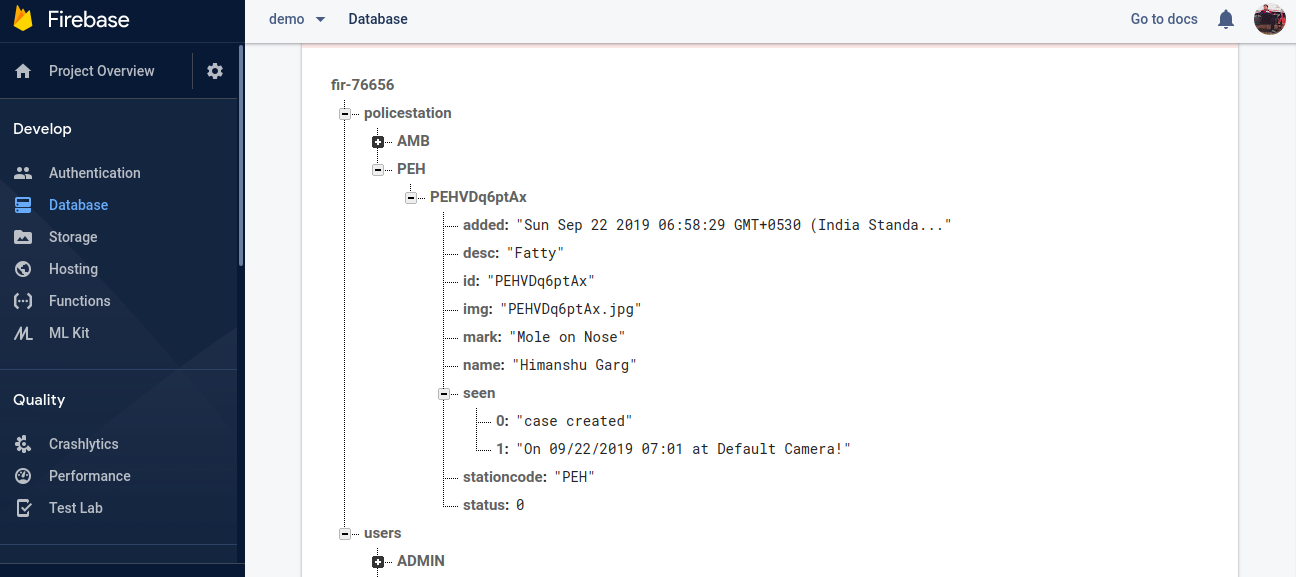 Firebase
demo Database Go to docs
Project Overview
Develop
Authentication
Database
Storage
Hosting
Functions
ML Kit
Quality
Crashlytics
Performance
Test Lab
fir-76656
policestation
AMB
PEH
PEHVDq6ptAx
added: "Sun Sep 22 2019 06:58:29 GMT+0530 (India Standa..."
desc: "Fatty"
id: "PEHVDq6ptAx"
img: "PEHVDq6ptAx.jpg"
mark: "Mole on Nose"
name: "Himanshu Garg"
seen
0: "case created"
1: "On 09/22/2019 07:01 at Default Camera!"
stationcode: "PEH"
status: 0
users
ADMIN